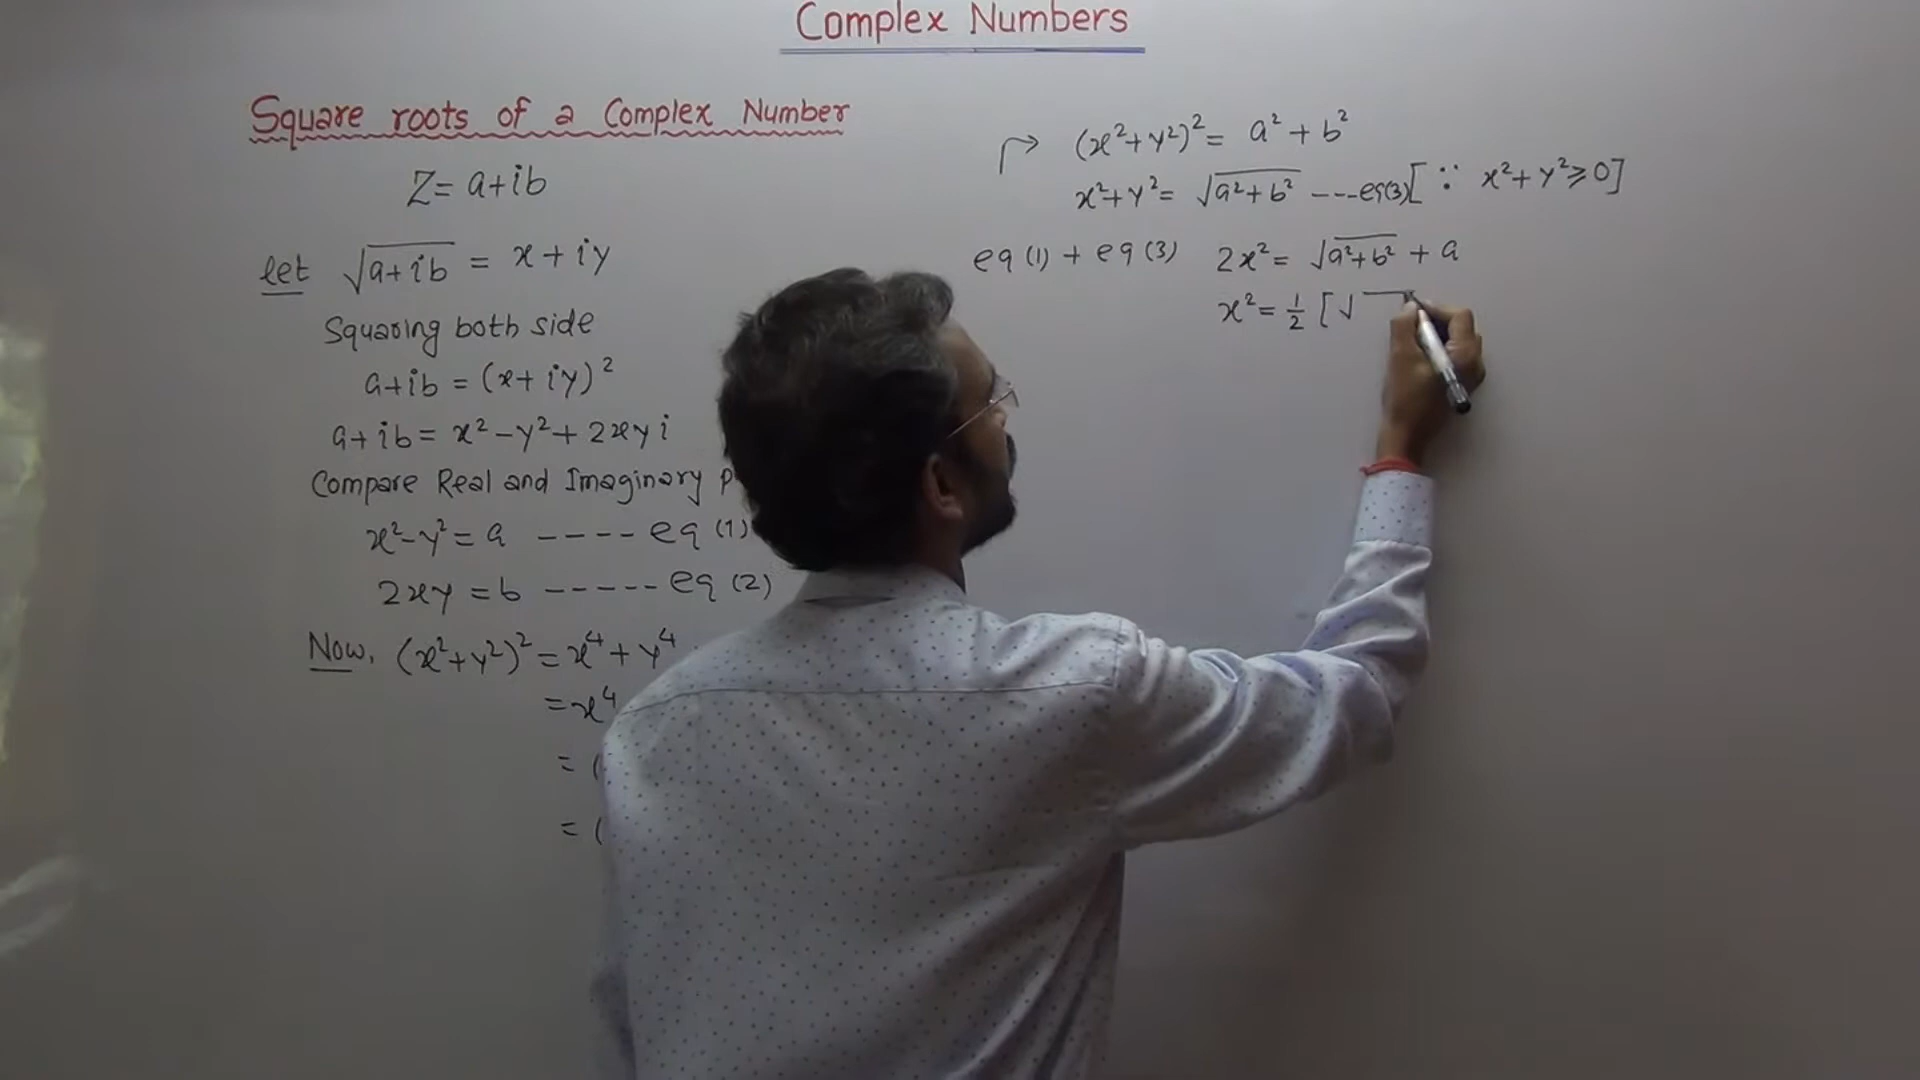 Complex Numbers
Square roots of a Complex Number
Z = a+ib
let √(a+ib) = x + iy
Squaring both side
a+ib = (x+iy)²
a+ib = x² − y² + 2xyi
Compare Real and Imaginary
x² − y² = a ---- eq (1)
2xy = b ----- eq (2)
Now, (x²+y²)² = x⁴ + y⁴
= x⁴
= (
= (
(x²+y²)² = a² + b²
x²+y² = √(a²+b²) ---eq(3) [∵ x²+y² ⩾ 0]
eq (1) + eq (3) 2x² = √(a²+b²) + a
x² = 1/2 [√